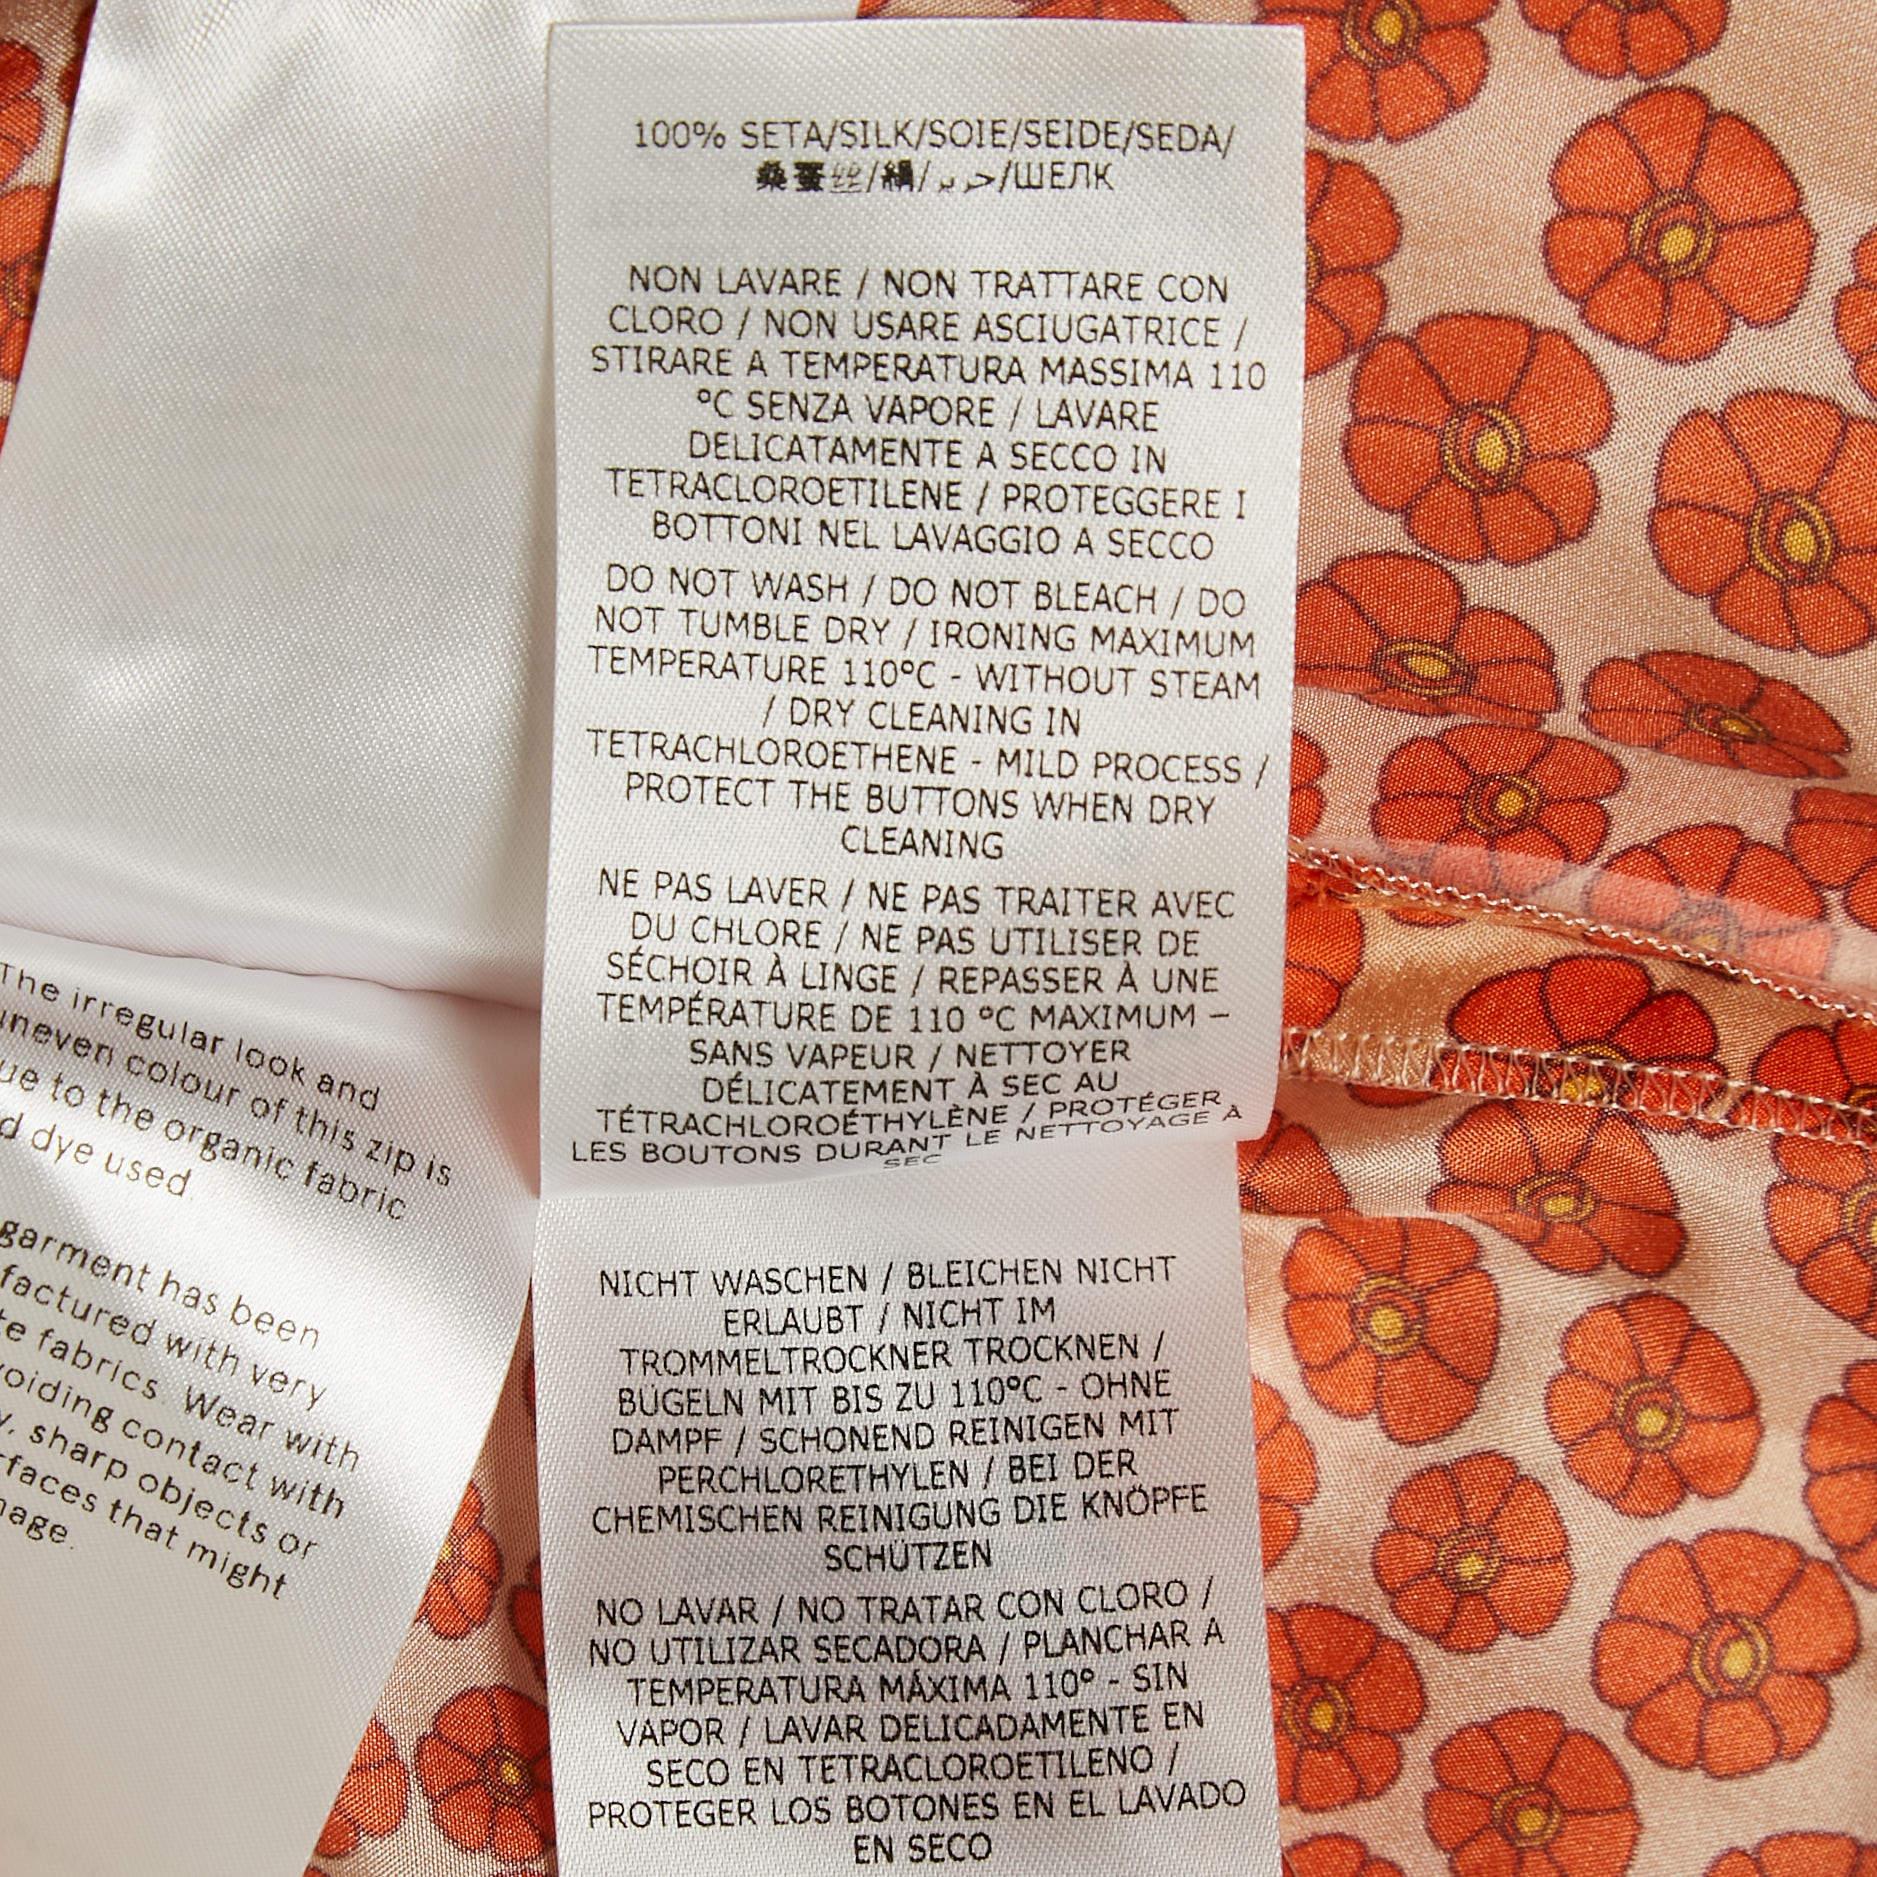 100% SETA/SILK/SOIE/SEIDE/SEDA/
桑蚕丝/絹/حرير/ШЕЛК
NON LAVARE / NON TRATTARE CON
CLORO / NON USARE ASCIUGATRICE /
STIRARE A TEMPERATURA MASSIMA 110
°C SENZA VAPORE / LAVARE
DELICATAMENTE A SECCO IN
TETRACLOROETILENE / PROTEGGERE I
BOTTONI NEL LAVAGGIO A SECCO
DO NOT WASH / DO NOT BLEACH / DO
NOT TUMBLE DRY / IRONING MAXIMUM
TEMPERATURE 110°C - WITHOUT STEAM
/ DRY CLEANING IN
TETRACHLOROETHENE - MILD PROCESS /
PROTECT THE BUTTONS WHEN DRY
CLEANING
NE PAS LAVER / NE PAS TRAITER AVEC
DU CHLORE / NE PAS UTILISER DE
SÉCHOIR À LINGE / REPASSER À UNE
TEMPÉRATURE DE 110 °C MAXIMUM –
SANS VAPEUR / NETTOYER
DÉLICATEMENT À SEC AU
TÉTRACHLOROÉTHYLÈNE / PROTÉGER
LES BOUTONS DURANT LE NETTOYAGE À
SEC
NICHT WASCHEN / BLEICHEN NICHT
ERLAUBT / NICHT IM
TROMMELTROCKNER TROCKNEN /
BÜGELN MIT BIS ZU 110°C - OHNE
DAMPF / SCHONEND REINIGEN MIT
PERCHLORETHYLEN / BEI DER
CHEMISCHEN REINIGUNG DIE KNÖPFE
SCHÜTZEN
NO LAVAR / NO TRATAR CON CLORO /
NO UTILIZAR SECADORA / PLANCHAR A
TEMPERATURA MÁXIMA 110° - SIN
VAPOR / LAVAR DELICADAMENTE EN
SECO EN TETRACLOROETILENO /
PROTEGER LOS BOTONES EN EL LAVADO
EN SECO
The irregular look and
uneven colour of this zip is
ue to the organic fabric
d dye used
garment has been
factured with very
te fabrics. Wear with
voiding contact with
y, sharp objects or
rfaces that might
mage.